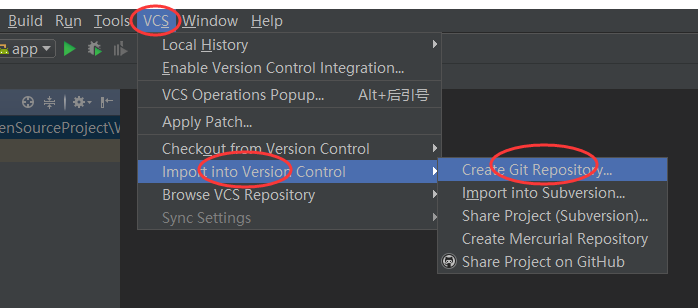 Build Run Tools VCS Window Help
app
Local History
Enable Version Control Integration...
VCS Operations Popup... Alt+后引号
enSourceProject\
Apply Patch...
Checkout from Version Control
Import into Version Control
Create Git Repository...
Browse VCS Repository
Import into Subversion...
Sync Settings
Share Project (Subversion)...
Create Mercurial Repository
Share Project on GitHub